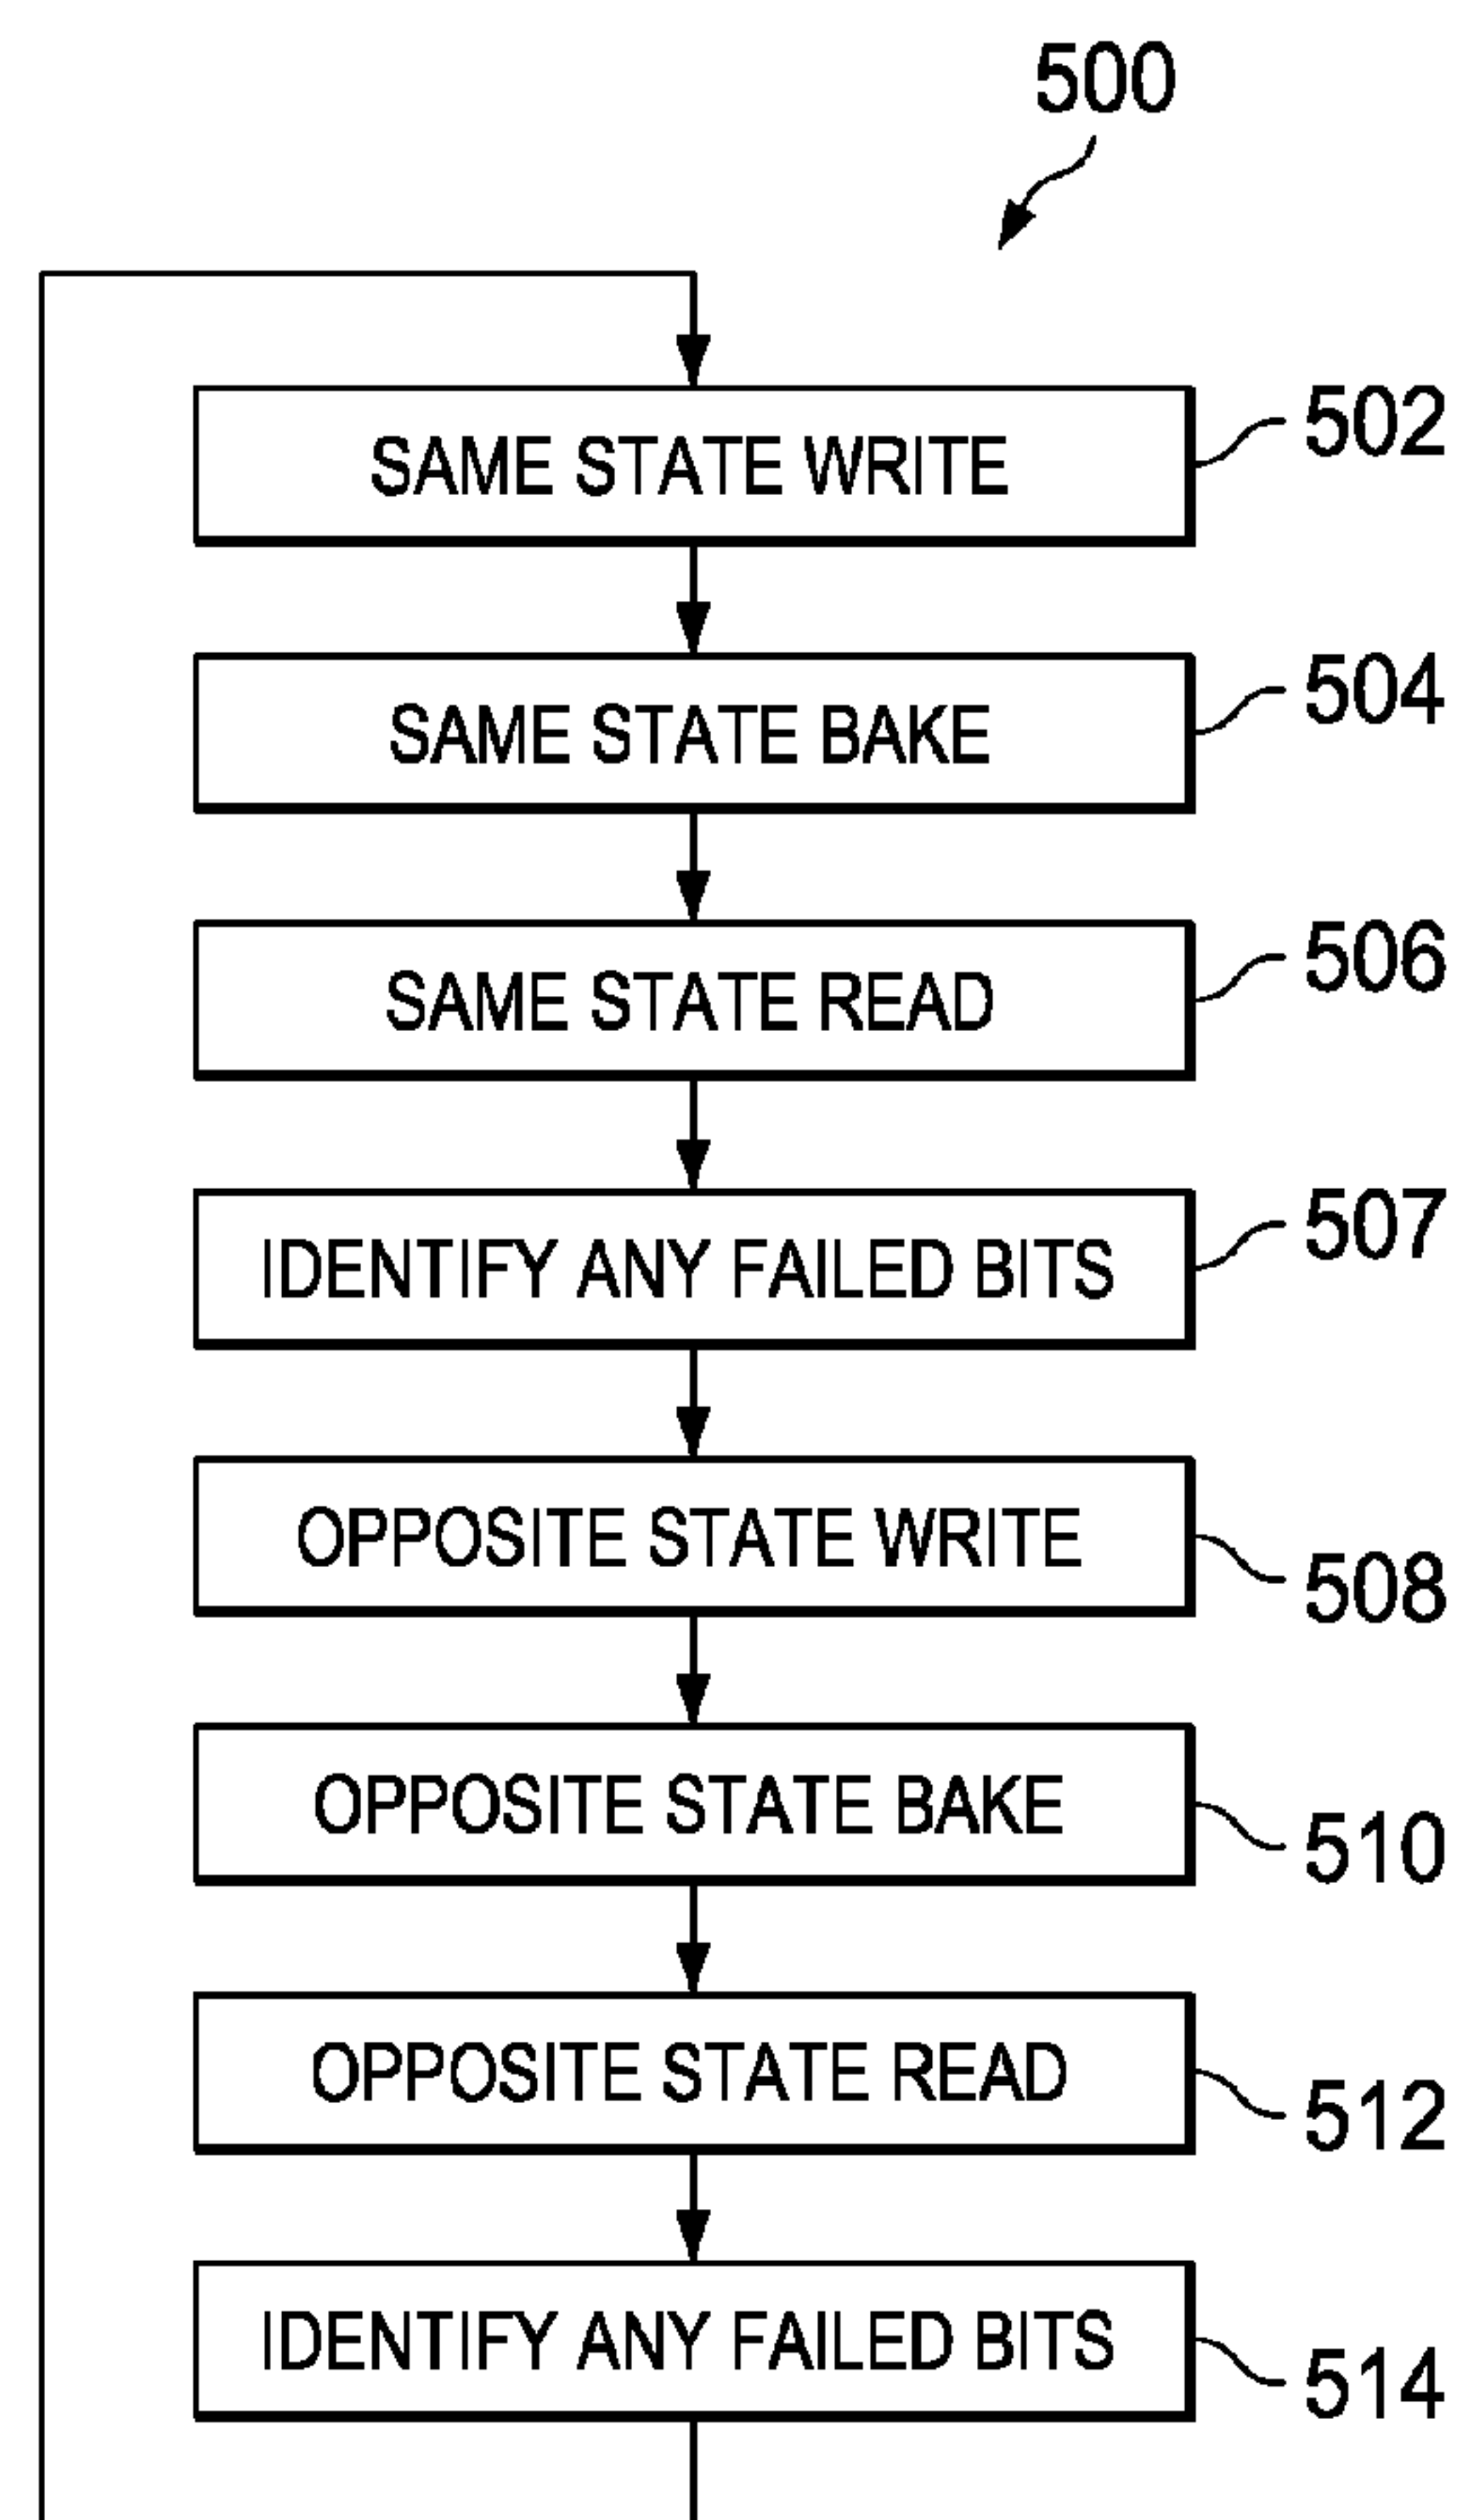 500
SAME STATE WRITE 502
SAME STATE BAKE 504
SAME STATE READ 506
IDENTIFY ANY FAILED BITS 507
OPPOSITE STATE WRITE 508
OPPOSITE STATE BAKE 510
OPPOSITE STATE READ 512
IDENTIFY ANY FAILED BITS 514